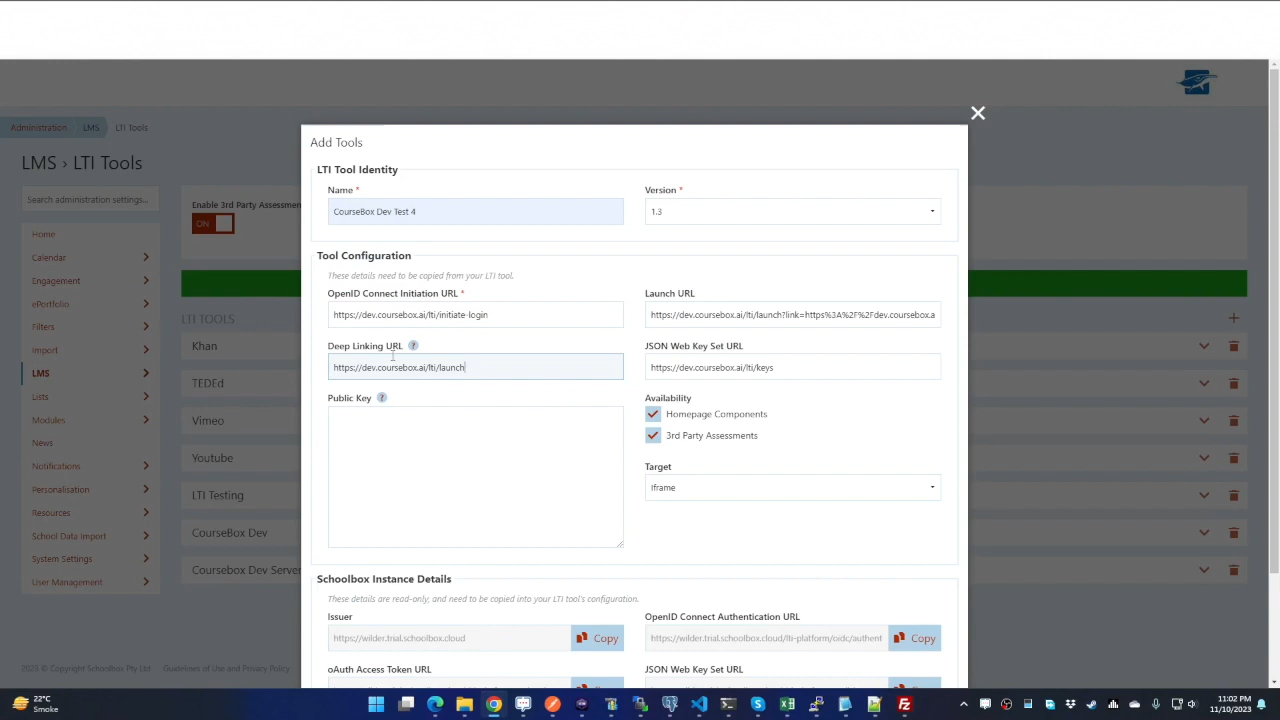 Administration LMS LTI Tools
LMS › LTI Tools
Search administration settings...
Home
Calendar
Engagement
ePortfolio
Filters
Import
LMS
Lists
Modules
News
Notifications
Personalisation
Resources
School Data Import
System Settings
User Management
Enable 3rd Party Assessmen
ON
LTI TOOLS
Khan
TEDEd
Vimeo
Youtube
LTI Testing
CourseBox Dev
Coursebox Dev Server
Add Tools
LTI Tool Identity
Name * Version *
CourseBox Dev Test 4 1.3
Tool Configuration
These details need to be copied from your LTI tool.
OpenID Connect Initiation URL * Launch URL
https://dev.coursebox.ai/lti/initiate-login https://dev.coursebox.ai/lti/launch?link=https%3A%2F%2Fdev.coursebox.a
Deep Linking URL ? JSON Web Key Set URL
https://dev.coursebox.ai/lti/launch https://dev.coursebox.ai/lti/keys
Public Key ? Availability
Homepage Components
3rd Party Assessments
Target
Iframe
Schoolbox Instance Details
These details are read-only, and need to be copied into your LTI tool's configuration.
Issuer OpenID Connect Authentication URL
https://wilder.trial.schoolbox.cloud Copy https://wilder.trial.schoolbox.cloud/lti-platform/oidc/authent Copy
oAuth Access Token URL JSON Web Key Set URL
2023 © Copyright Schoolbox Pty Ltd Guidelines of Use and Privacy Policy
22°C
Smoke
11:02 PM
11/10/2023